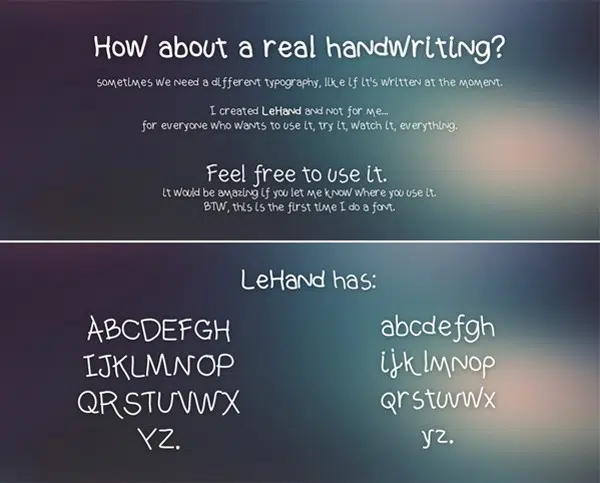 How about a real handwriting?
sometimes we need a different typography, like if it's written at the moment.
I created LeHand and not for me...
for everyone who wants to use it, try it, watch it, everything.
Feel free to use it.
it would be amazing if you let me know where you use it.
BTW, this is the first time I do a font.
LeHand has:
ABCDEFGH
IJKLMNOP
QRSTUVWX
YZ.
abcdefgh
ijklmnop
qrstuvwx
yz.